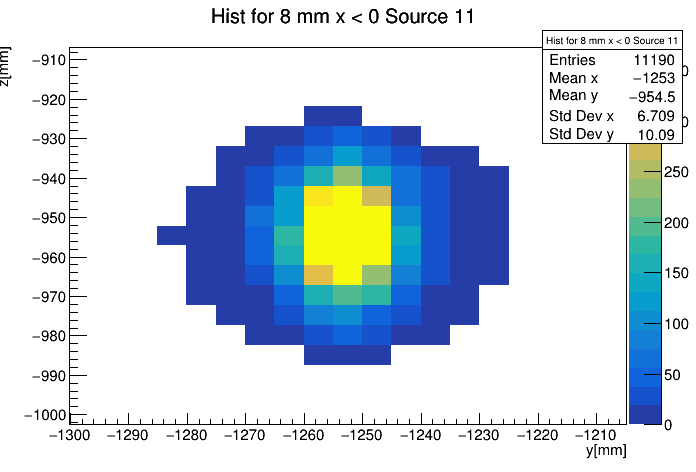 Hist for 8 mm x < 0 Source 11
Hist for 8 mm x < 0 Source 11
Entries 11190
Mean x −1253
Mean y −954.5
Std Dev x 6.709
Std Dev y 10.09
z[mm]
−910
−920
−930
−940
−950
−960
−970
−980
−990
−1000
−1300 −1290 −1280 −1270 −1260 −1250 −1240 −1230 −1220 −1210
y[mm]
250
200
150
100
50
0